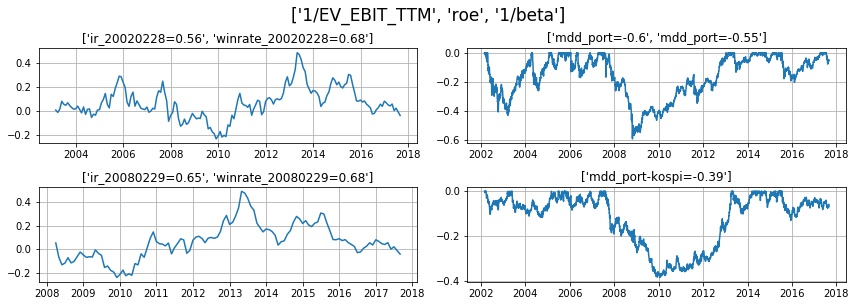 ['1/EV_EBIT_TTM', 'roe', '1/beta']
['ir_20020228=0.56', 'winrate_20020228=0.68']
0.4
0.2
0.0
−0.2
2004 2006 2008 2010 2012 2014 2016 2018
['mdd_port=-0.6', 'mdd_port=-0.55']
0.0
−0.2
−0.4
−0.6
2002 2004 2006 2008 2010 2012 2014 2016 2018
['ir_20080229=0.65', 'winrate_20080229=0.68']
0.4
0.2
0.0
−0.2
2008 2009 2010 2011 2012 2013 2014 2015 2016 2017 2018
['mdd_port-kospi=-0.39']
0.0
−0.2
−0.4
2002 2004 2006 2008 2010 2012 2014 2016 2018